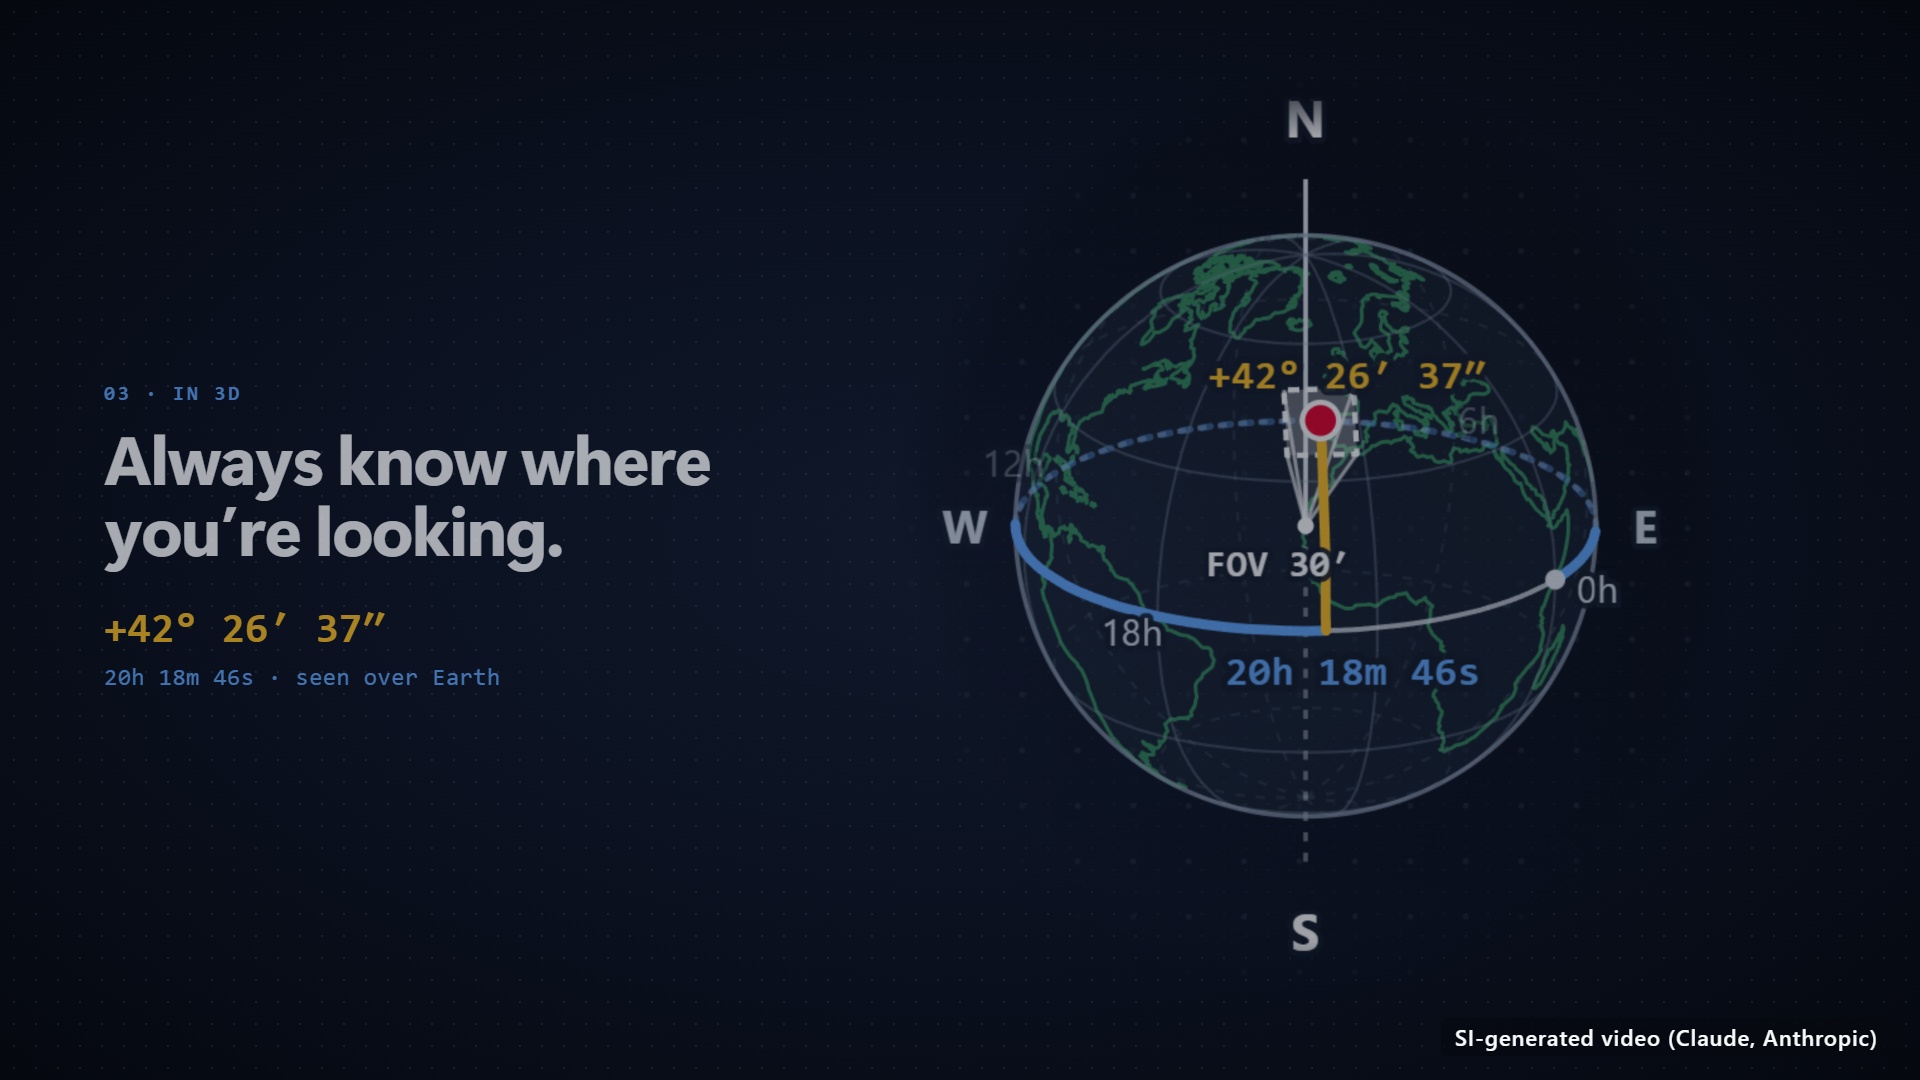 03 · IN 3D
Always know where
you’re looking.
+42° 26′ 37″
20h 18m 46s · seen over Earth
N
+42° 26′ 37″
6h
12h
W
E
FOV 30′
0h
18h
20h 18m 46s
S
SI-generated video (Claude, Anthropic)